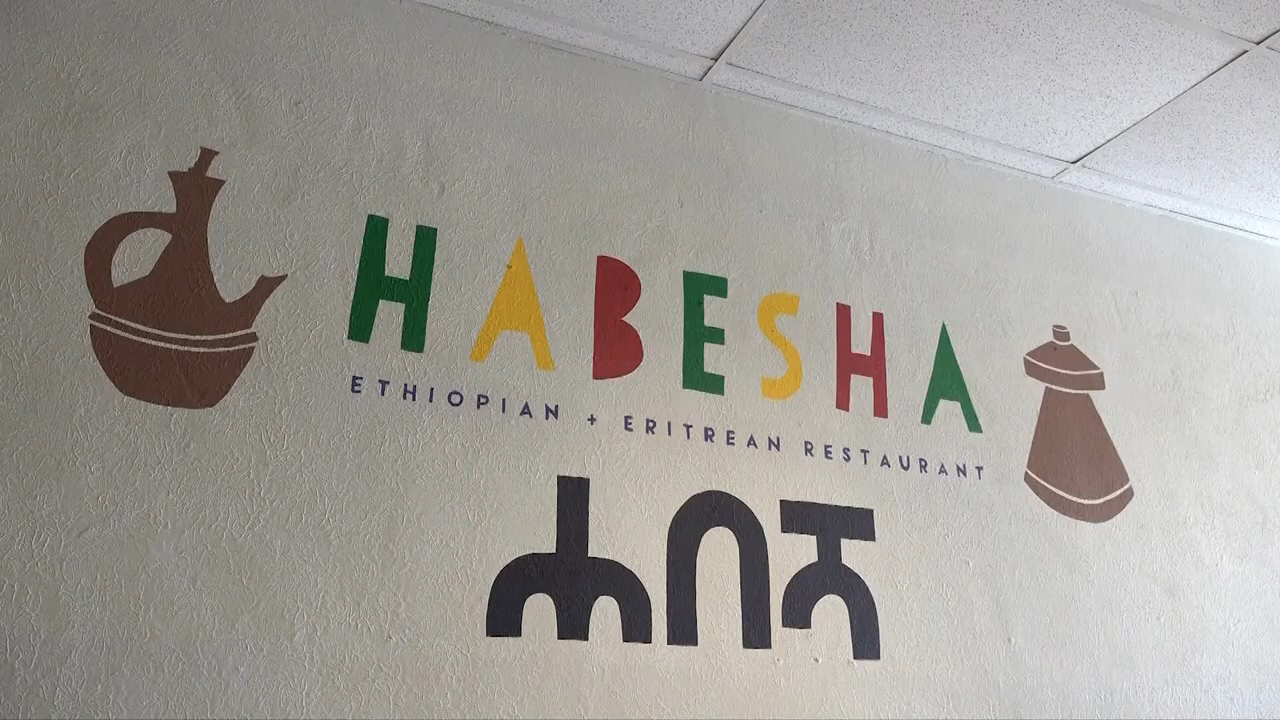 HABESHA
ETHIOPIAN + ERITREAN RESTAURANT
ሐበሻ